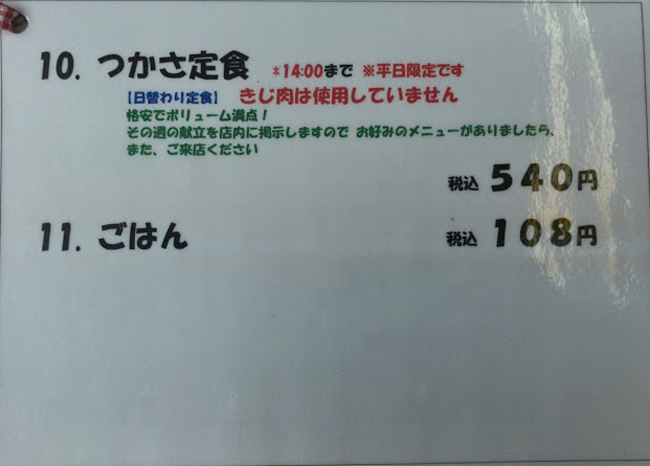 10. つかさ定食 *14:00まで ※平日限定です
【日替わり定食】 きじ肉は使用していません
格安でボリューム満点！
その週の献立を店内に掲示しますので お好みのメニューがありましたら、
また、ご来店ください
税込 540円
11. ごはん 税込 108円